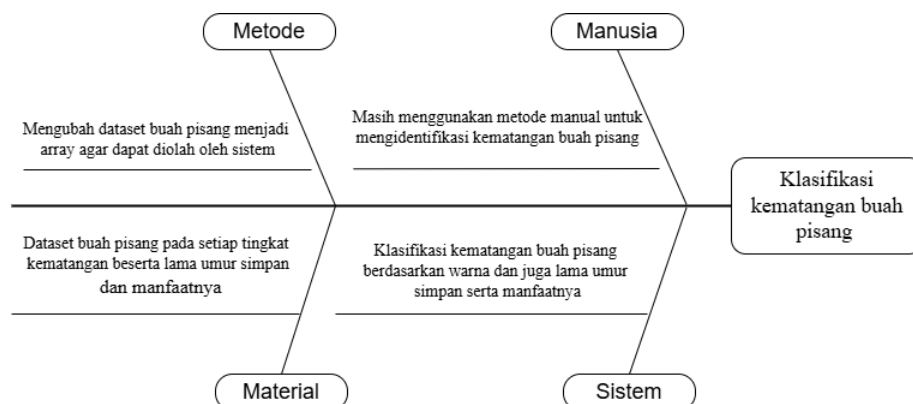 Metode
Manusia
Mengubah dataset buah pisang menjadi
array agar dapat diolah oleh sistem
Masih menggunakan metode manual untuk
mengidentifikasi kematangan buah pisang
Klasifikasi
kematangan buah
pisang
Dataset buah pisang pada setiap tingkat
kematangan beserta lama umur simpan
dan manfaatnya
Klasifikasi kematangan buah pisang
berdasarkan warna dan juga lama umur
simpan serta manfaatnya
Material
Sistem